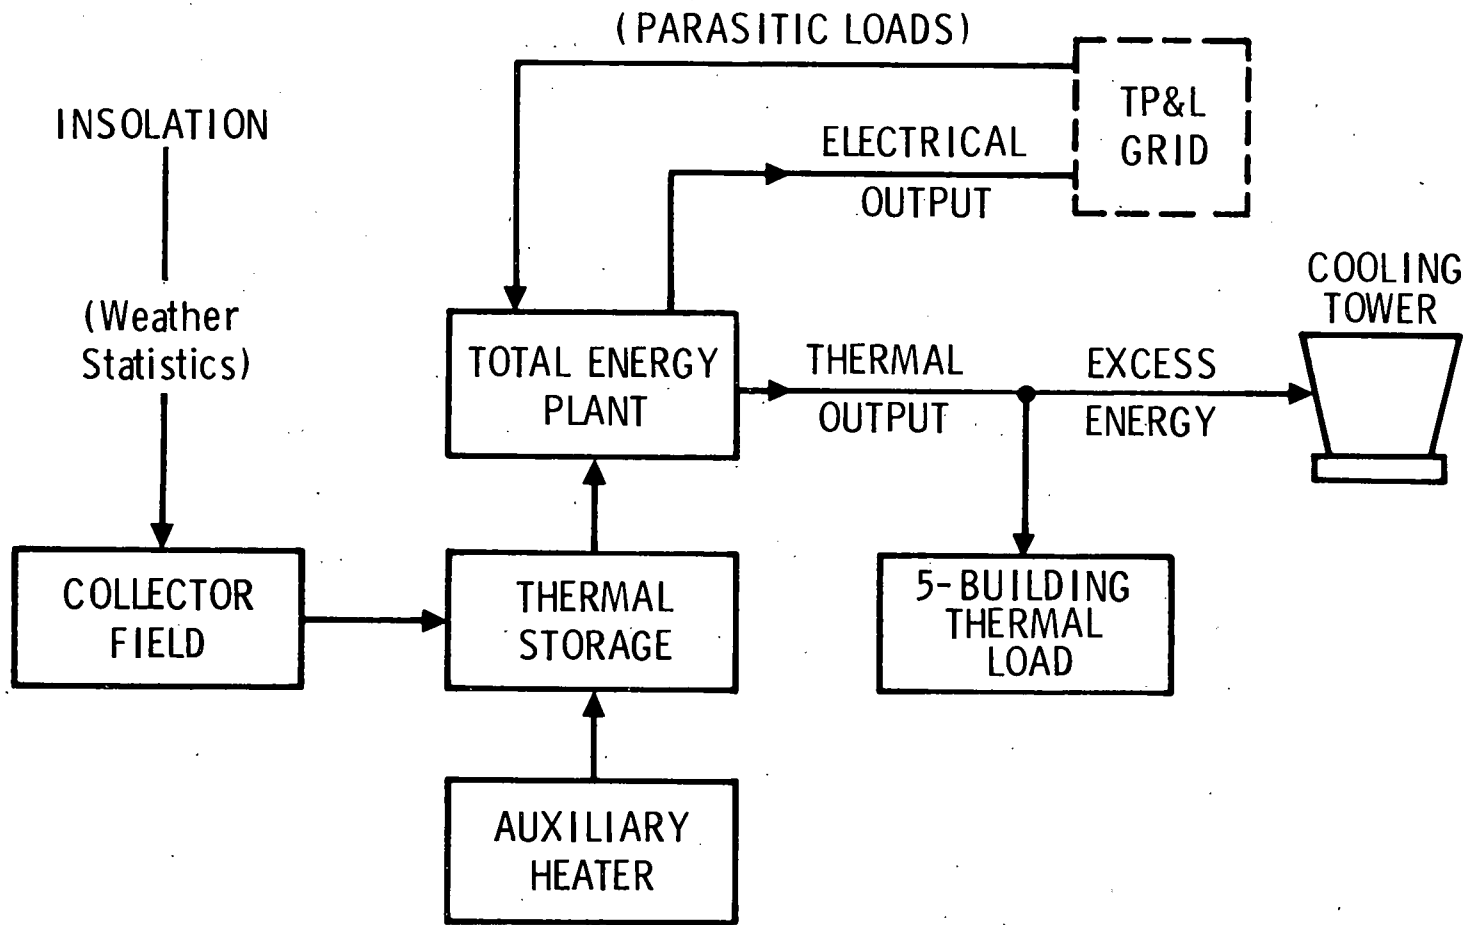 (PARASITIC LOADS)
TP&L
GRID
INSOLATION
ELECTRICAL
OUTPUT
(Weather
Statistics)
COOLING
TOWER
TOTAL ENERGY
PLANT
THERMAL
OUTPUT
EXCESS
ENERGY
COLLECTOR
FIELD
THERMAL
STORAGE
5-BUILDING
THERMAL
LOAD
AUXILIARY
HEATER